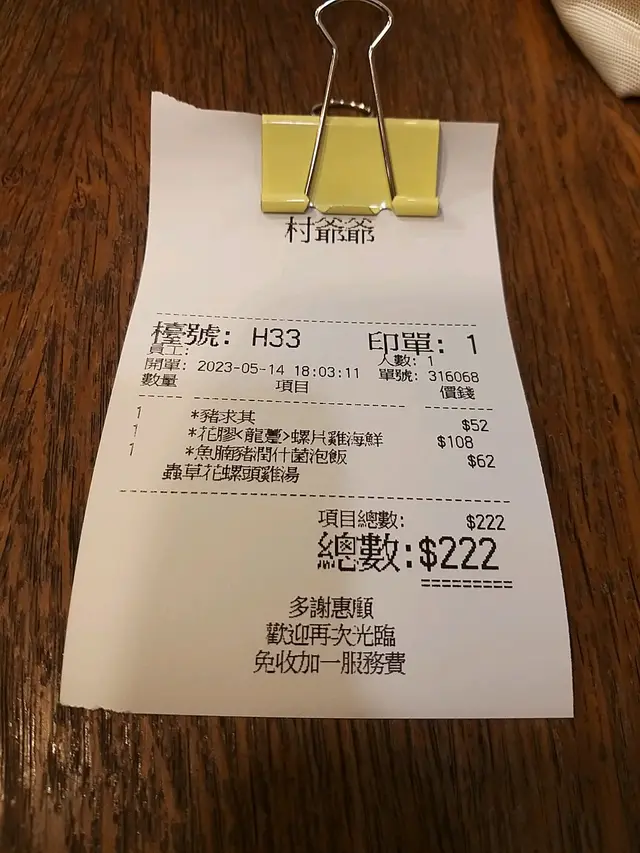 村爺爺
檯號: H33 印單: 1
員工: 人數: 1
開單: 2023-05-14 18:03:11 單號: 316068
數量 項目 價錢
1 *豬求其 $52
1 *花膠<龍躉>螺片雞海鮮 $108
1 *魚腩豬潤什菌泡飯 $62
蟲草花螺頭雞湯
項目總數: $222
總數:$222
=========
多謝惠顧
歡迎再次光臨
免收加一服務費